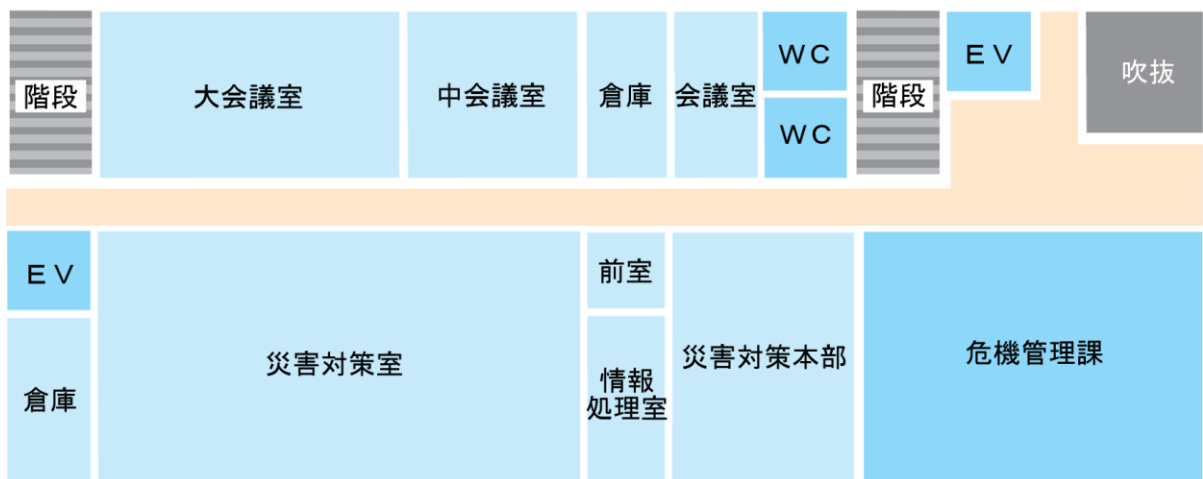 階段
大会議室
中会議室
倉庫
会議室
ＷＣ
ＷＣ
階段
ＥＶ
吹抜
ＥＶ
倉庫
災害対策室
前室
情報
処理室
災害対策本部
危機管理課